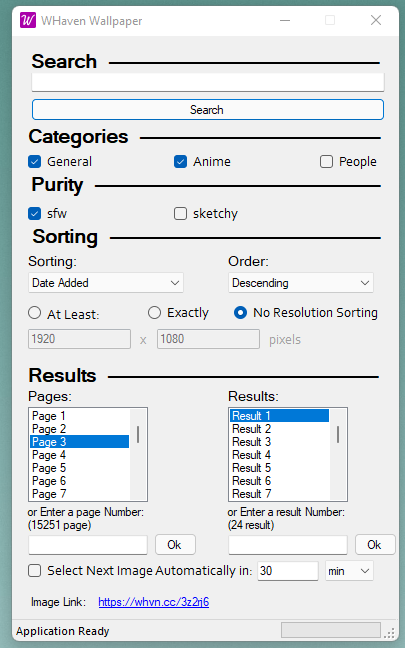 W WHaven Wallpaper
Search
Search
Categories
General Anime People
Purity
sfw sketchy
Sorting
Sorting: Order:
Date Added Descending
At Least: Exactly No Resolution Sorting
1920 x 1080 pixels
Results
Pages: Results:
Page 1 Result 1
Page 2 Result 2
Page 3 Result 3
Page 4 Result 4
Page 5 Result 5
Page 6 Result 6
Page 7 Result 7
or Enter a page Number: or Enter a result Number:
(15251 page) (24 result)
Ok Ok
Select Next Image Automatically in: 30 min
Image Link: https://whvn.cc/3z2rj6
Application Ready